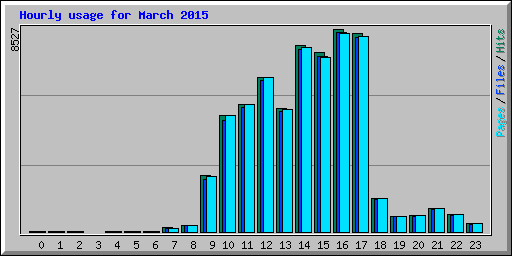 Hourly usage for March 2015
8527
Pages/Files/Hits
0 1 2 3 4 5 6 7 8 9 10 11 12 13 14 15 16 17 18 19 20 21 22 23